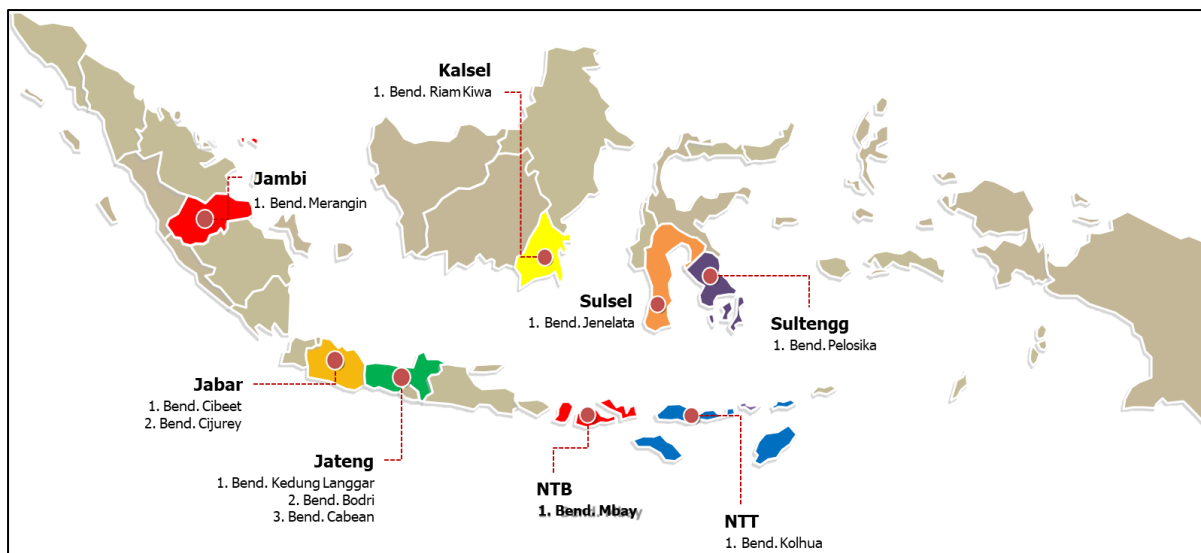 Kalsel
1. Bend. Riam Kiwa
Jambi
1. Bend. Merangin
Sulsel
1. Bend. Jenelata
Sultengg
1. Bend. Pelosika
Jabar
1. Bend. Cibeet
2. Bend. Cijurey
Jateng
1. Bend. Kedung Langgar
2. Bend. Bodri
3. Bend. Cabean
NTB
1. Bend. Mbay
NTT
1. Bend. Kolhua